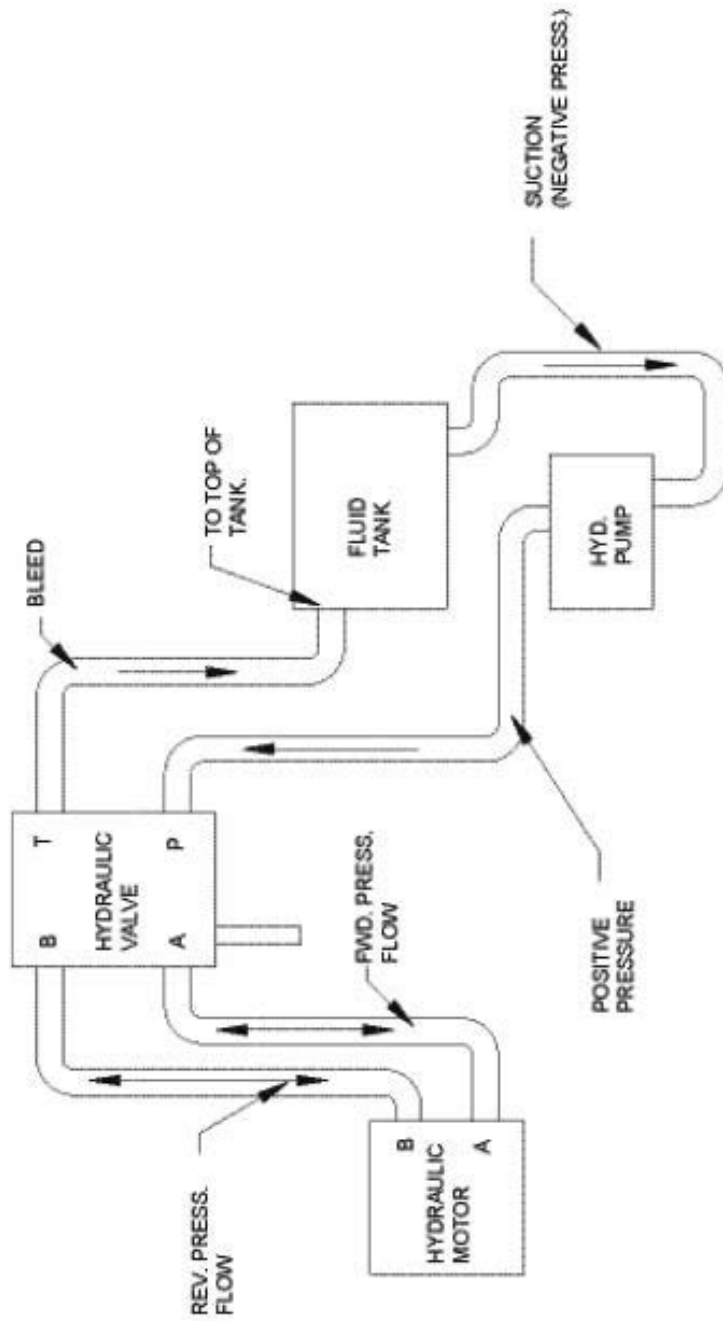 BLEED
TO TOP OF
TANK.
SUCTION
(NEGATIVE PRESS.)
B
T
HYDRAULIC
VALVE
A
P
FLUID
TANK
REV. PRESS.
FLOW
FWD. PRESS.
FLOW
HYD.
PUMP
B
HYDRAULIC
MOTOR
A
POSITIVE
PRESSURE